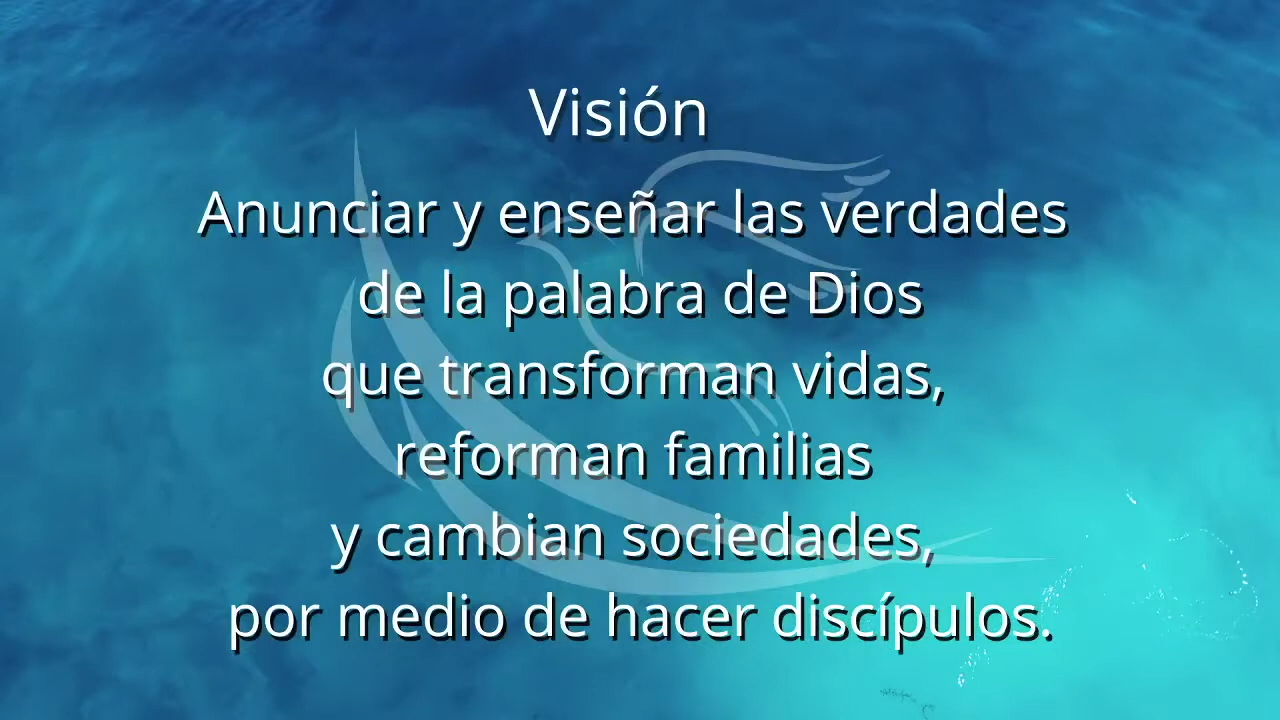 Visión
Anunciar y enseñar las verdades
de la palabra de Dios
que transforman vidas,
reforman familias
y cambian sociedades,
por medio de hacer discípulos.